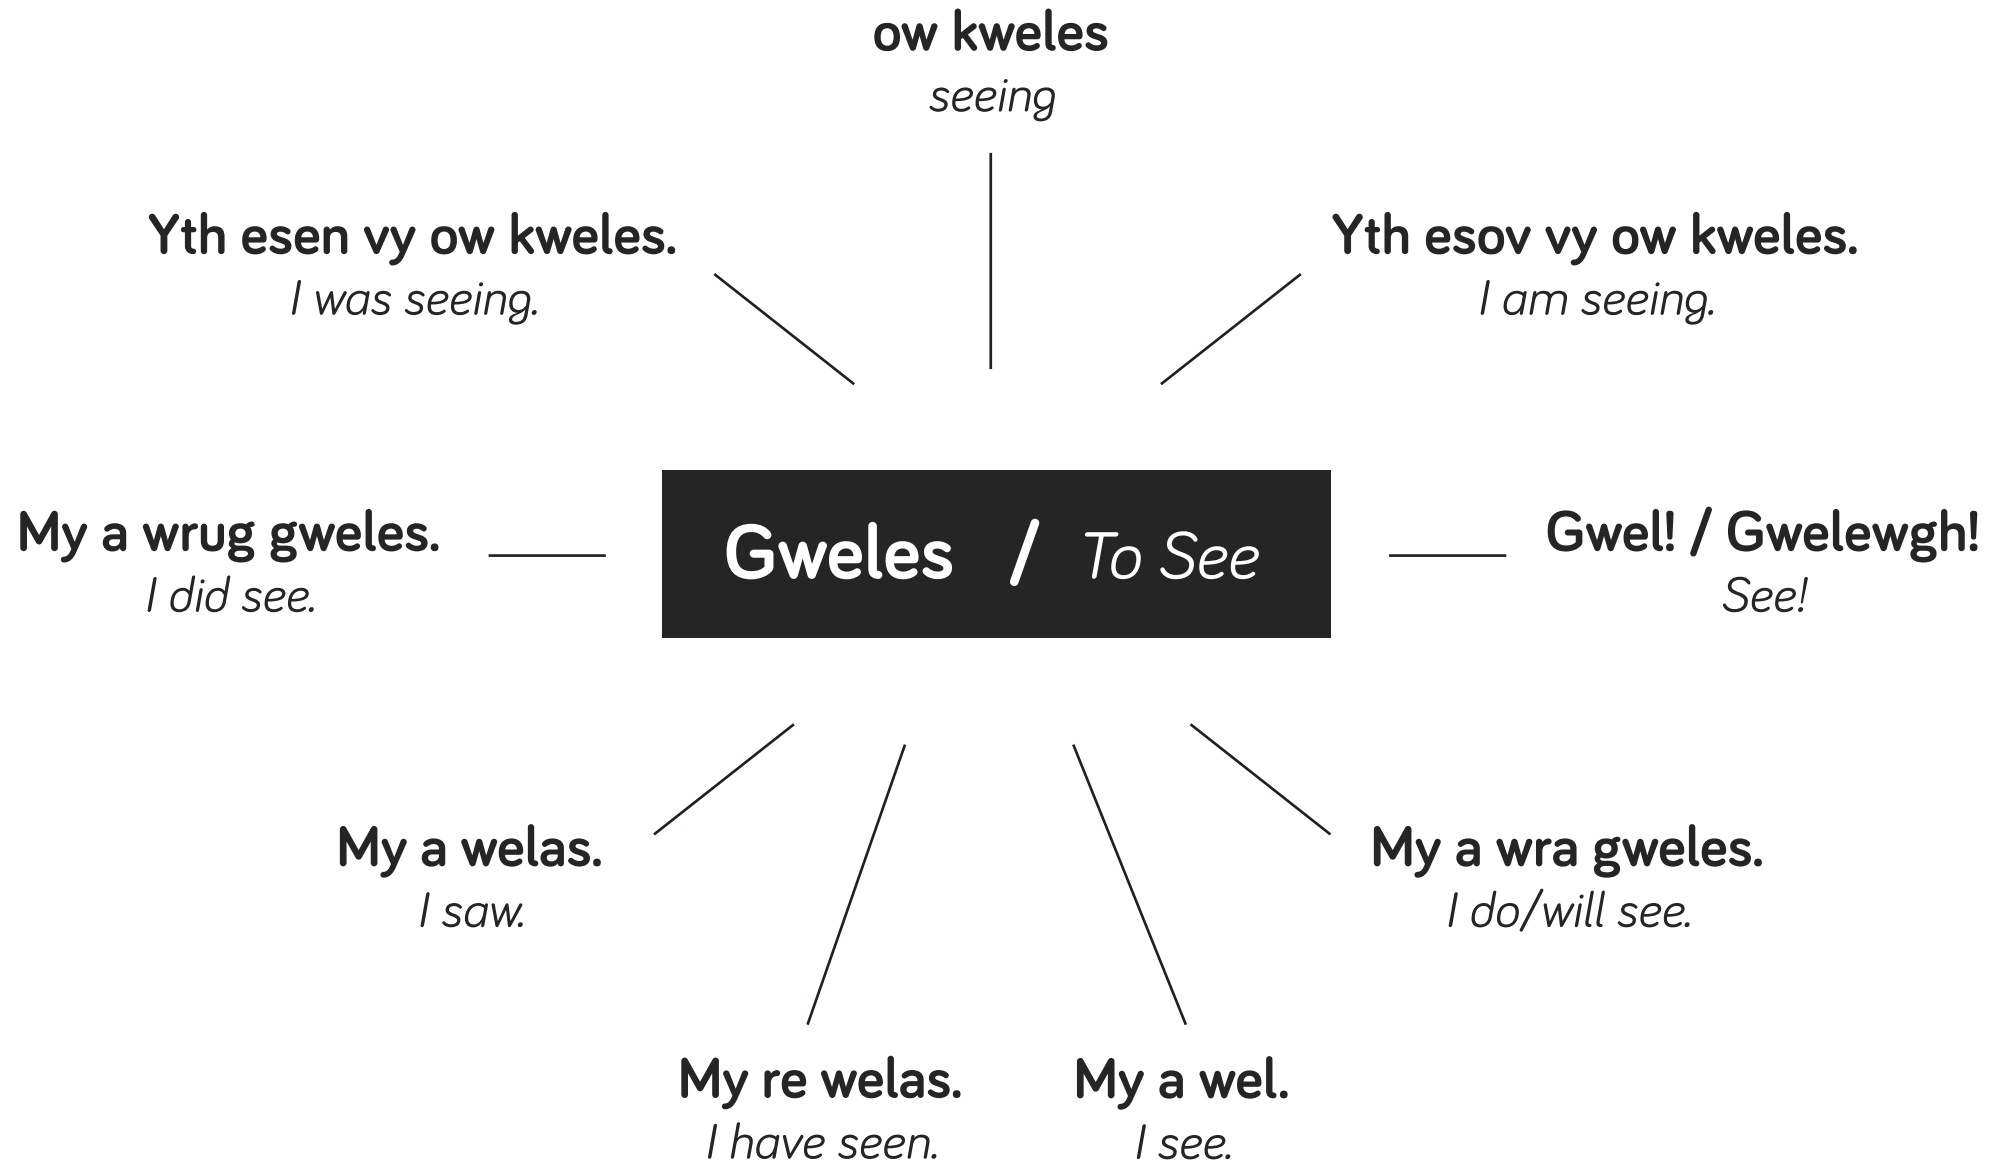 ow kweles
seeing
Yth esen vy ow kweles.
I was seeing.
Yth esov vy ow kweles.
I am seeing.
My a wrug gweles.
I did see.
Gweles / To See
Gwel! / Gwelewgh!
See!
My a welas.
I saw.
My a wra gweles.
I do/will see.
My re welas.
I have seen.
My a wel.
I see.